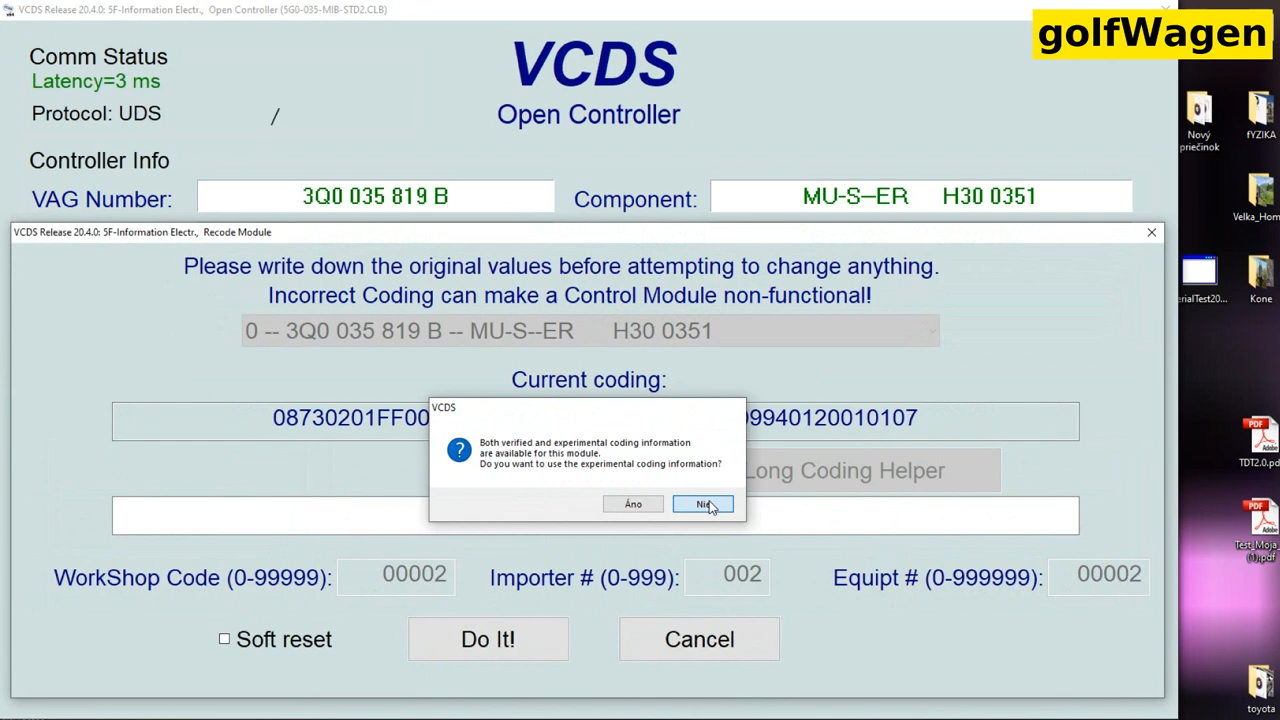 VCDS Release 20.4.0: 5F-Information Electr., Open Controller (5G0-035-MIB-STD2.CLB)
golfWagen
Comm Status
Latency=3 ms
Protocol: UDS
/
VCDS
Open Controller
Controller Info
VAG Number:
3Q0 035 819 B
Component:
MU-S--ER H30 0351
VCDS Release 20.4.0: 5F-Information Electr., Recode Module
Please write down the original values before attempting to change anything.
Incorrect Coding can make a Control Module non-functional!
0 -- 3Q0 035 819 B -- MU-S--ER H30 0351
Current coding:
08730201FF00
99940120010107
VCDS
Both verified and experimental coding information
are available for this module.
Do you want to use the experimental coding information?
Áno
Nie
Long Coding Helper
WorkShop Code (0-99999):
00002
Importer # (0-999):
002
Equipt # (0-999999):
00002
Soft reset
Do It!
Cancel
Nový
priečinok
fYZIKA
Velka_Hom
erialTest20...
Kone
TDT2.0.pd
Test_Moja
(1).pdf
toyota